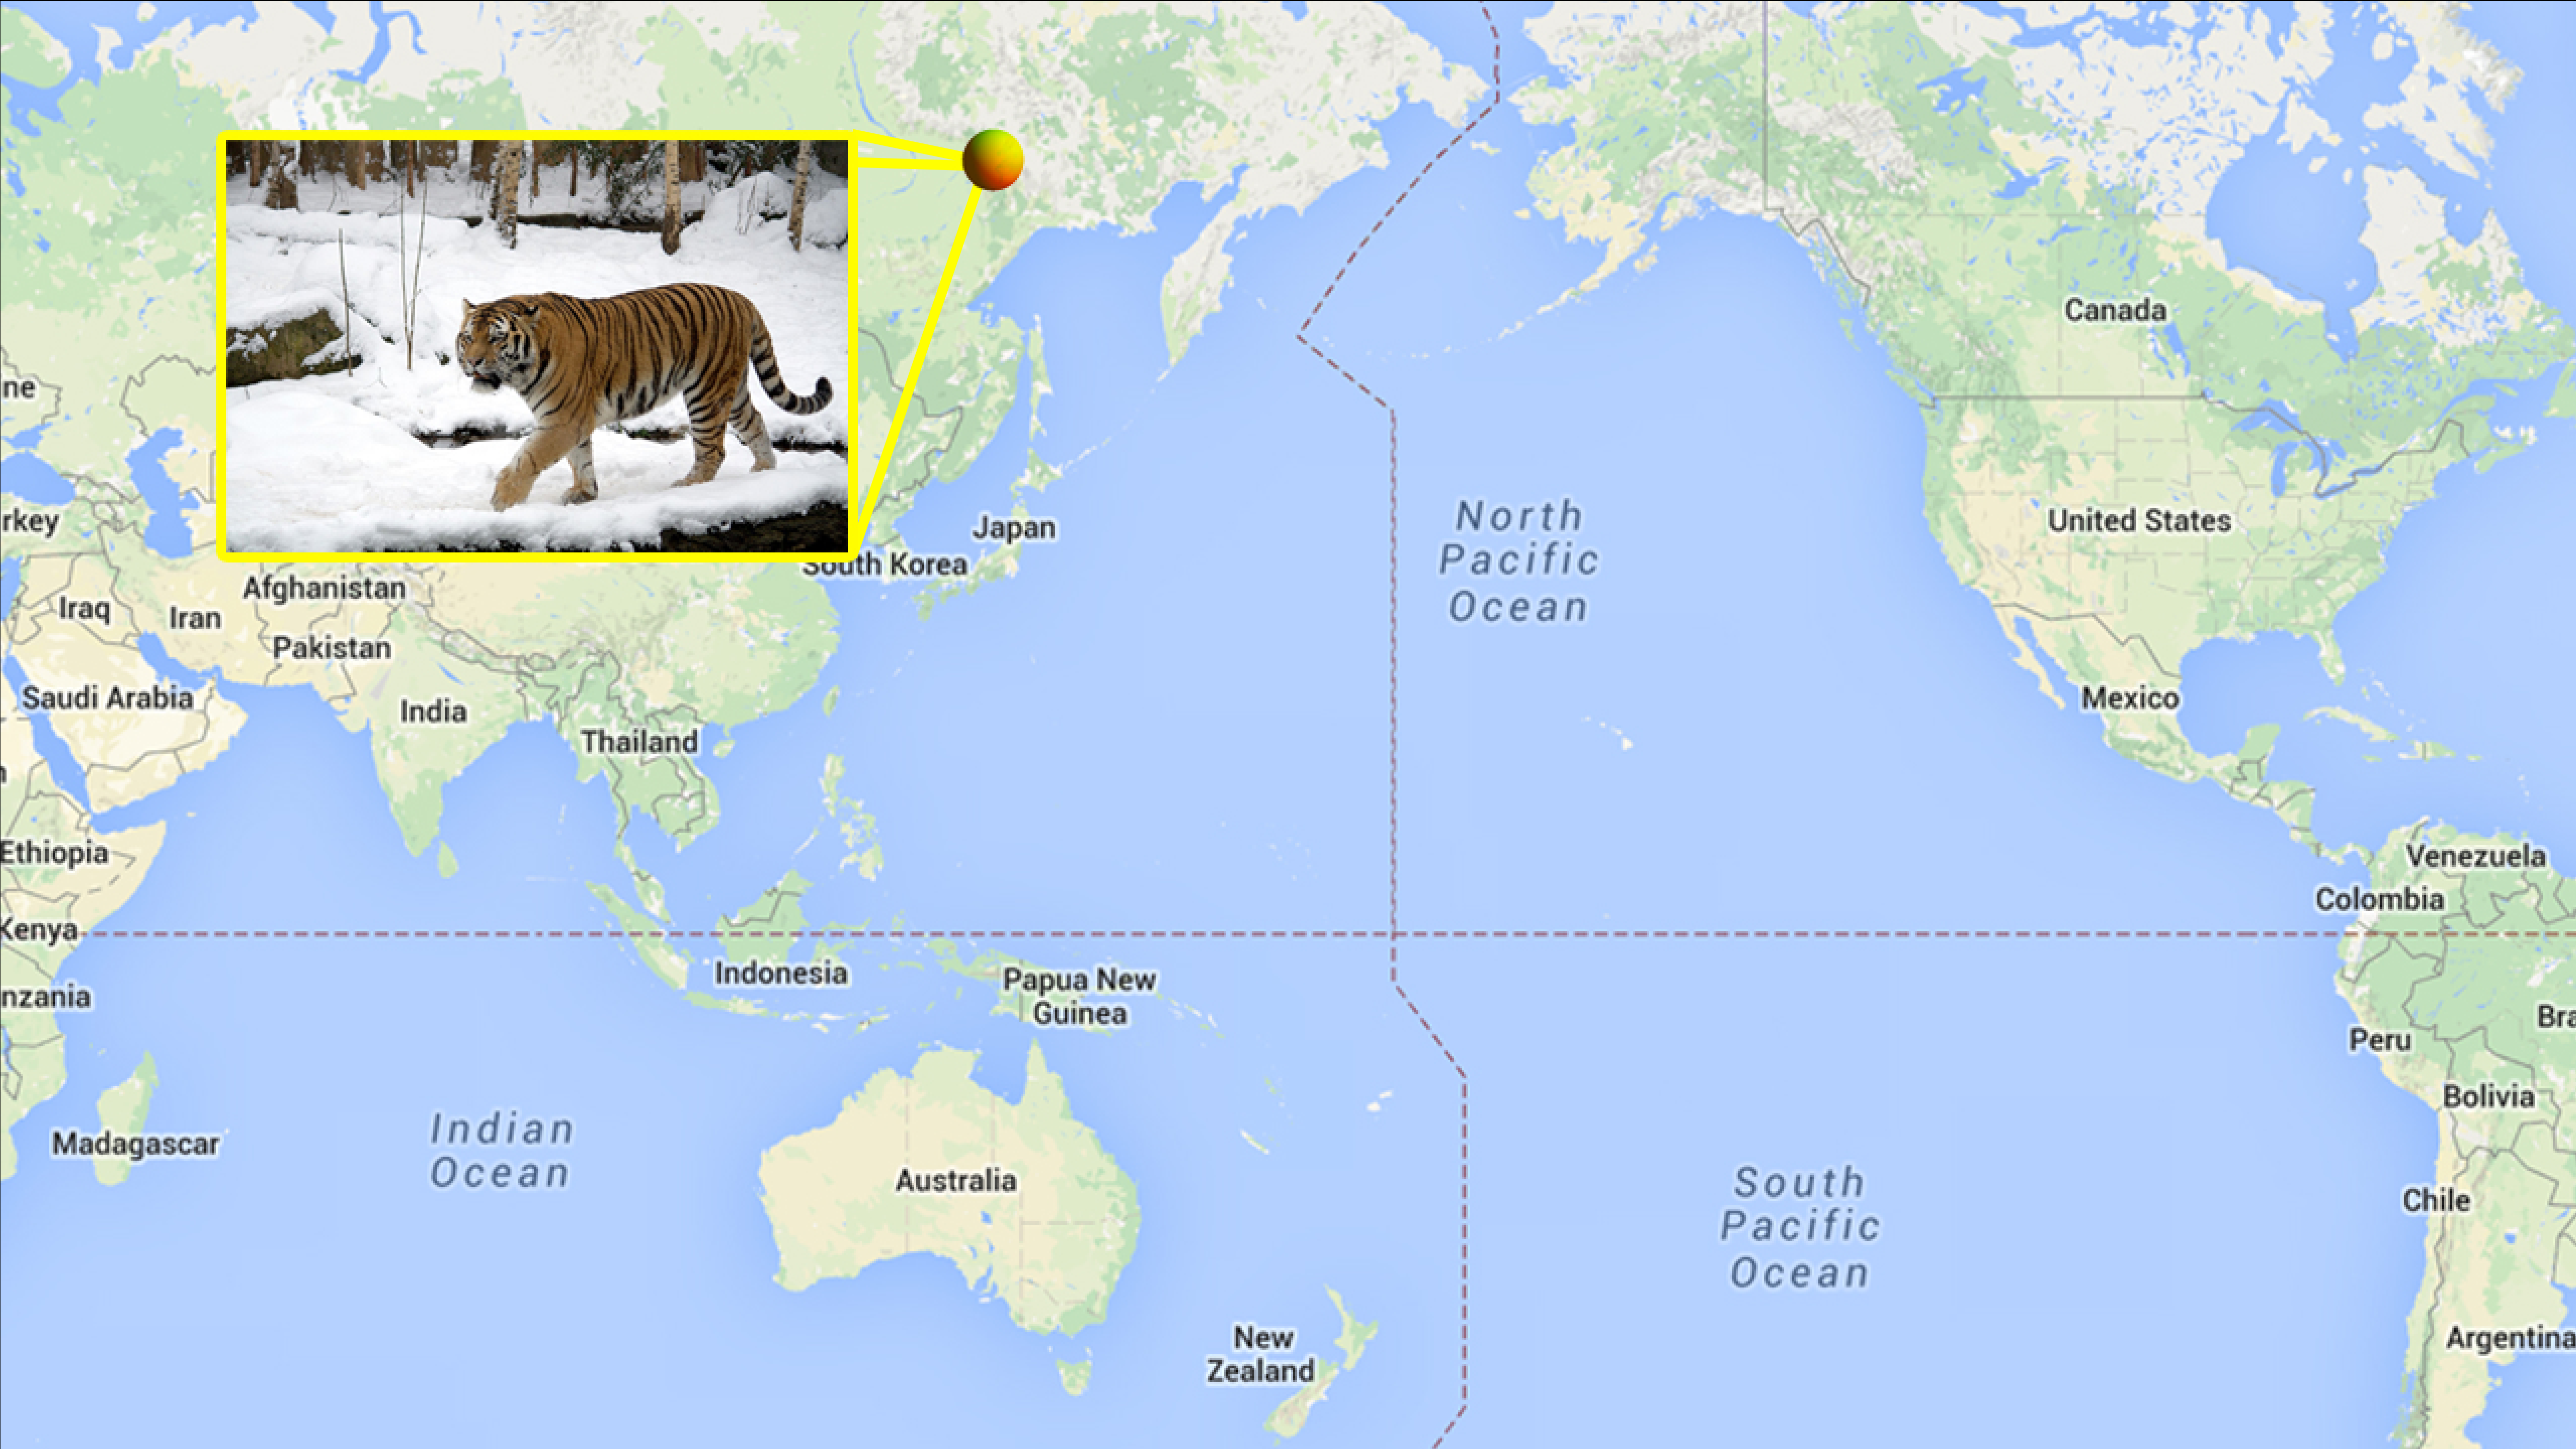 Canada
ne
United States
rkey
North
Pacific
Ocean
Japan
South Korea
Afghanistan
Iraq
Iran
Pakistan
Saudi Arabia
India
Mexico
Thailand
Ethiopia
Venezuela
Colombia
Kenya
Indonesia
Papua New
Guinea
nzania
Bra
Peru
Bolivia
Madagascar
Indian
Ocean
Australia
South
Pacific
Ocean
Chile
New
Zealand
Argentina